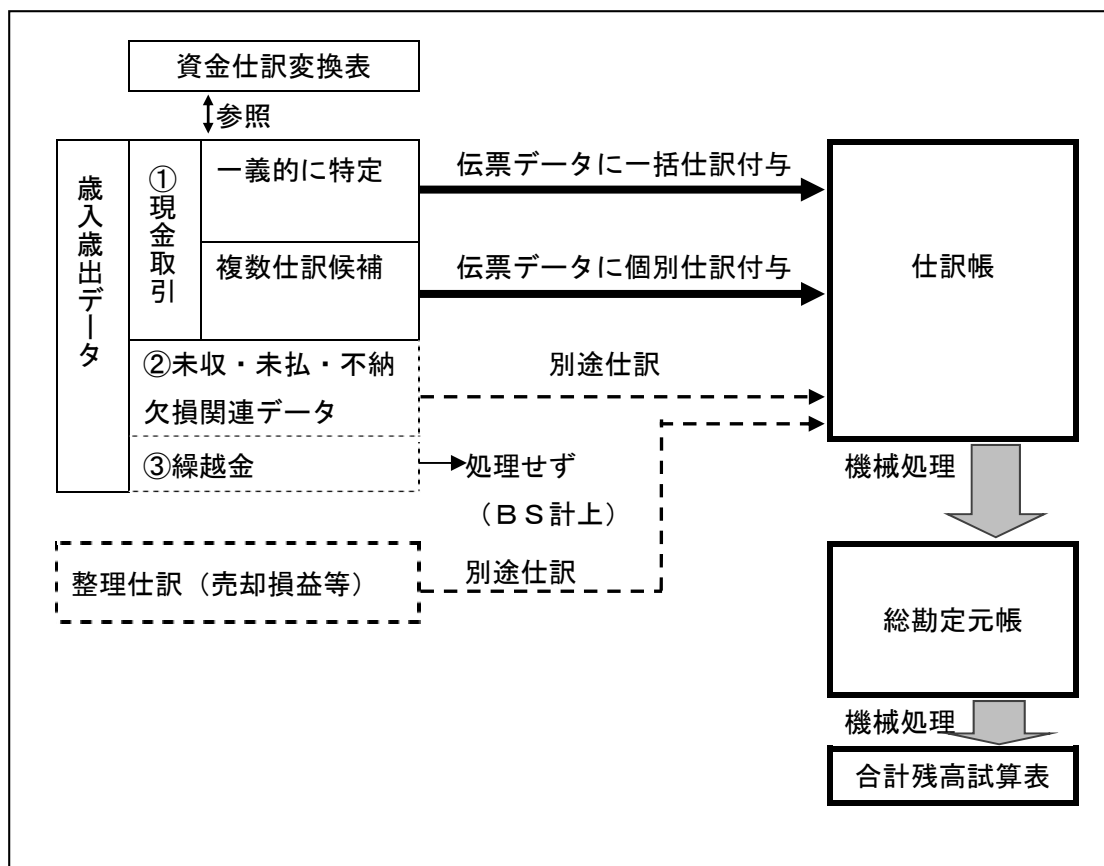 資金仕訳変換表
参照
歳入歳出データ
①現金取引
一義的に特定
伝票データに一括仕訳付与
複数仕訳候補
伝票データに個別仕訳付与
仕訳帳
②未収・未払・不納
欠損関連データ
別途仕訳
③繰越金
処理せず
（ＢＳ計上）
機械処理
整理仕訳（売却損益等）
別途仕訳
総勘定元帳
機械処理
合計残高試算表